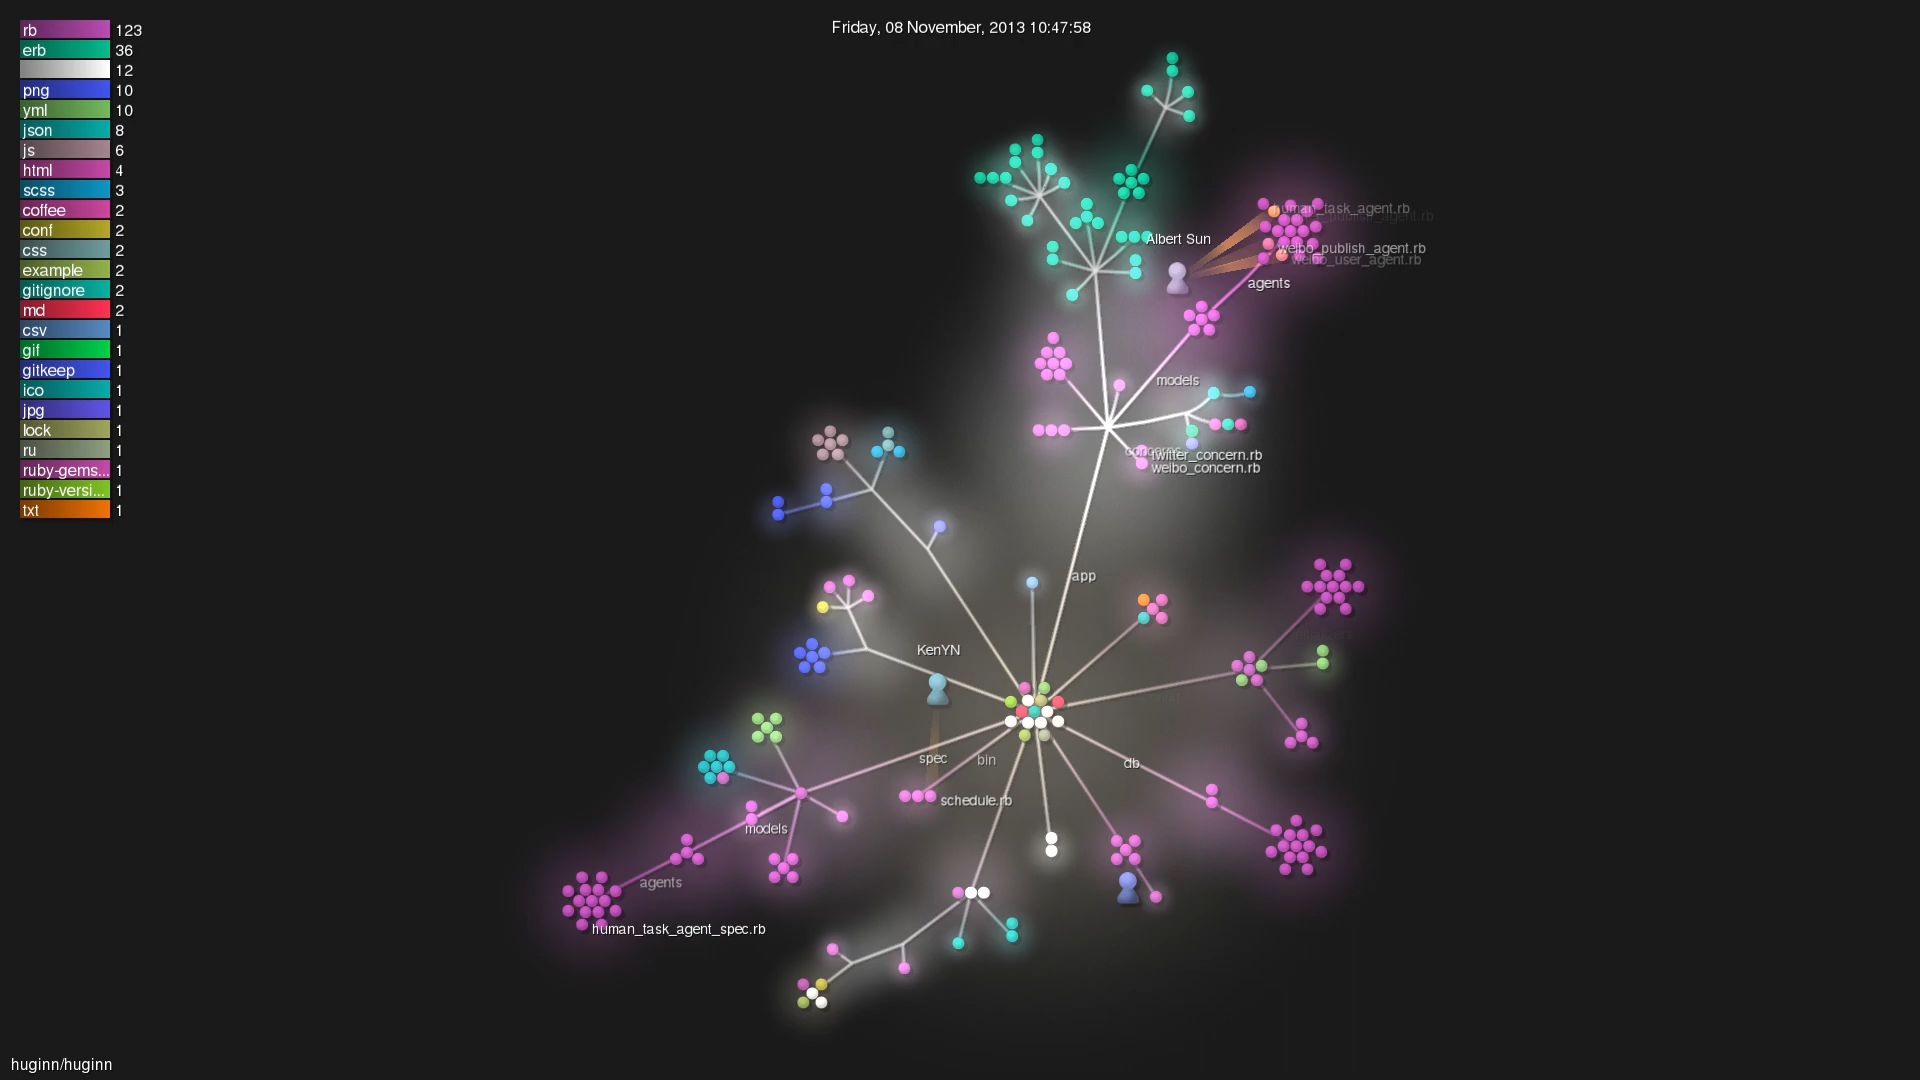 Friday, 08 November, 2013 10:47:58
rb 123
erb 36
12
png 10
yml 10
json 8
js 6
html 4
scss 3
coffee 2
conf 2
css 2
example 2
gitignore 2
md 2
csv 1
gif 1
gitkeep 1
ico 1
jpg 1
lock 1
ru 1
ruby-gems... 1
ruby-versi... 1
txt 1
human_task_agent.rb
Albert Sun
weibo_publish_agent.rb
weibo_user_agent.rb
agents
models
concerns
twitter_concern.rb
weibo_concern.rb
app
KenYN
spec
bin
db
schedule.rb
models
agents
human_task_agent_spec.rb
huginn/huginn